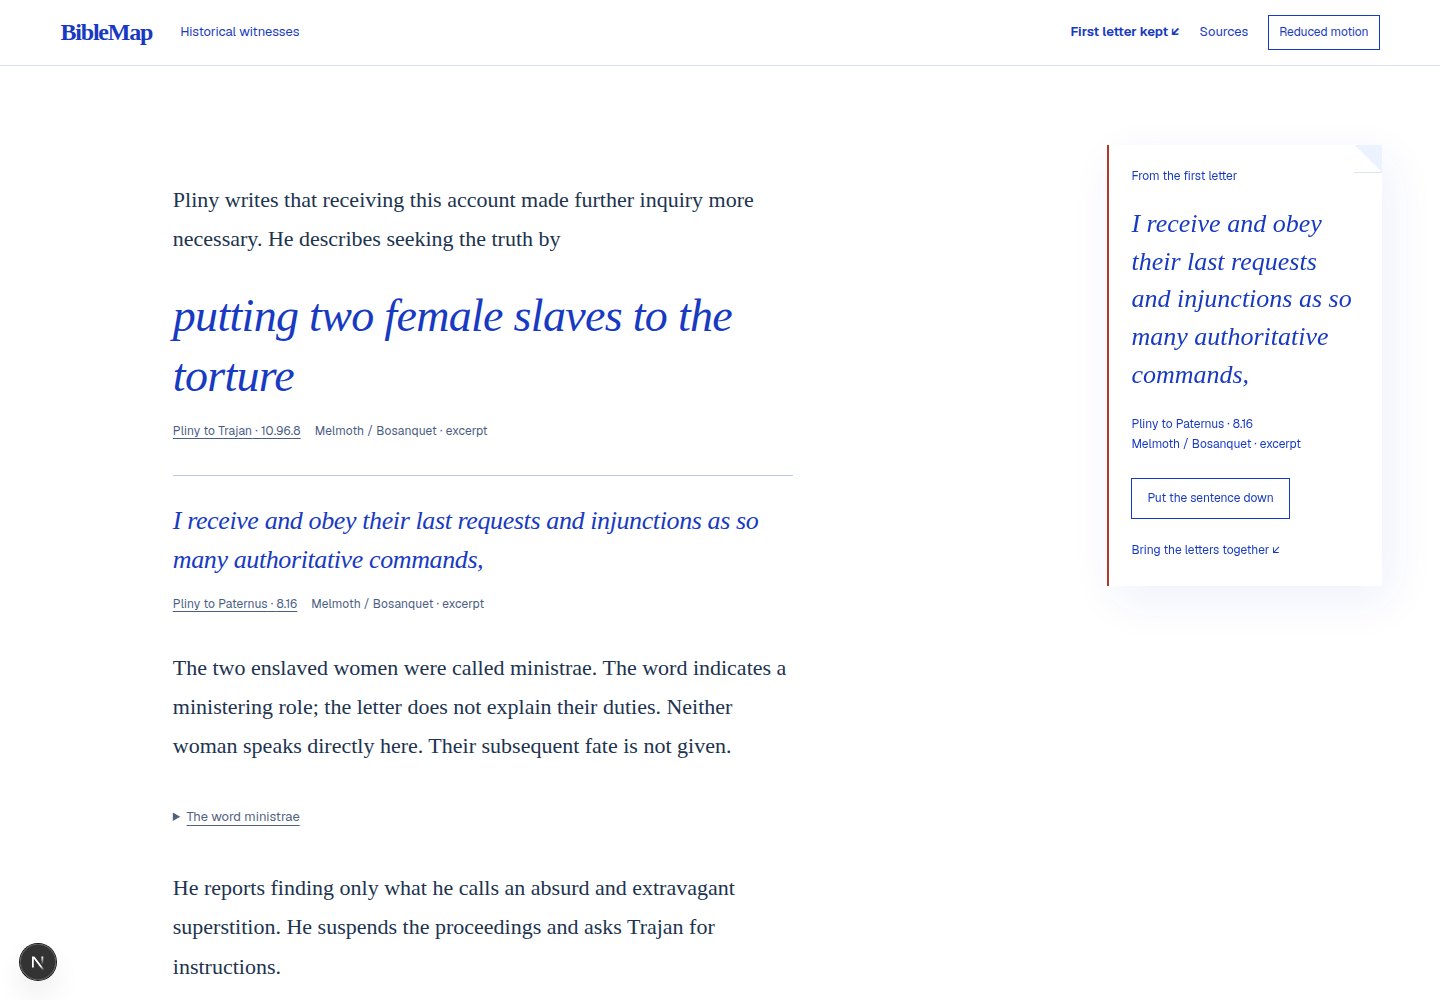 BibleMap
Historical witnesses
First letter kept ↙
Sources
Reduced motion
Pliny writes that receiving this account made further inquiry more
necessary. He describes seeking the truth by
putting two female slaves to the
torture
Pliny to Trajan · 10.96.8 Melmoth / Bosanquet · excerpt
I receive and obey their last requests and injunctions as so
many authoritative commands,
Pliny to Paternus · 8.16 Melmoth / Bosanquet · excerpt
The two enslaved women were called ministrae. The word indicates a
ministering role; the letter does not explain their duties. Neither
woman speaks directly here. Their subsequent fate is not given.
▶ The word ministrae
He reports finding only what he calls an absurd and extravagant
superstition. He suspends the proceedings and asks Trajan for
instructions.
From the first letter
I receive and obey
their last requests
and injunctions as so
many authoritative
commands,
Pliny to Paternus · 8.16
Melmoth / Bosanquet · excerpt
Put the sentence down
Bring the letters together ↙
N